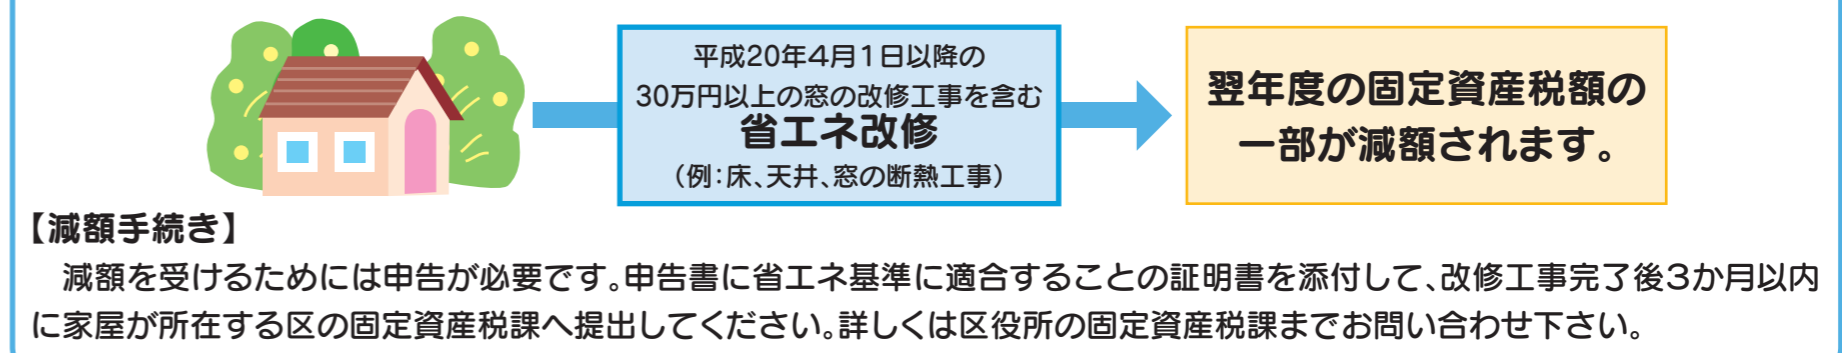 平成20年4月1日以降の
30万円以上の窓の改修工事を含む
省エネ改修
（例：床、天井、窓の断熱工事）
翌年度の固定資産税額の
一部が減額されます。
【減額手続き】
　減額を受けるためには申告が必要です。申告書に省エネ基準に適合することの証明書を添付して、改修工事完了後3か月以内
に家屋が所在する区の固定資産税課へ提出してください。詳しくは区役所の固定資産税課までお問い合わせ下さい。